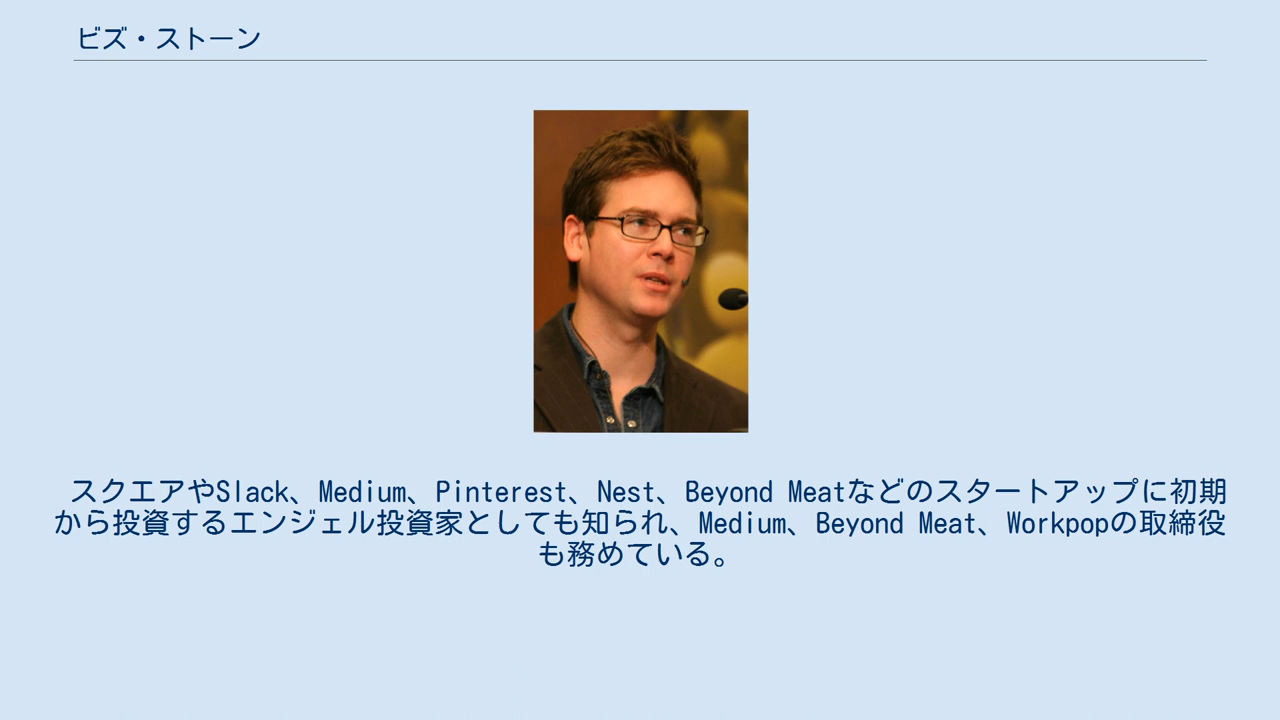 ビズ・ストーン
スクエアやSlack、Medium、Pinterest、Nest、Beyond Meatなどのスタートアップに初期
から投資するエンジェル投資家としても知られ、Medium、Beyond Meat、Workpopの取締役
も務めている。